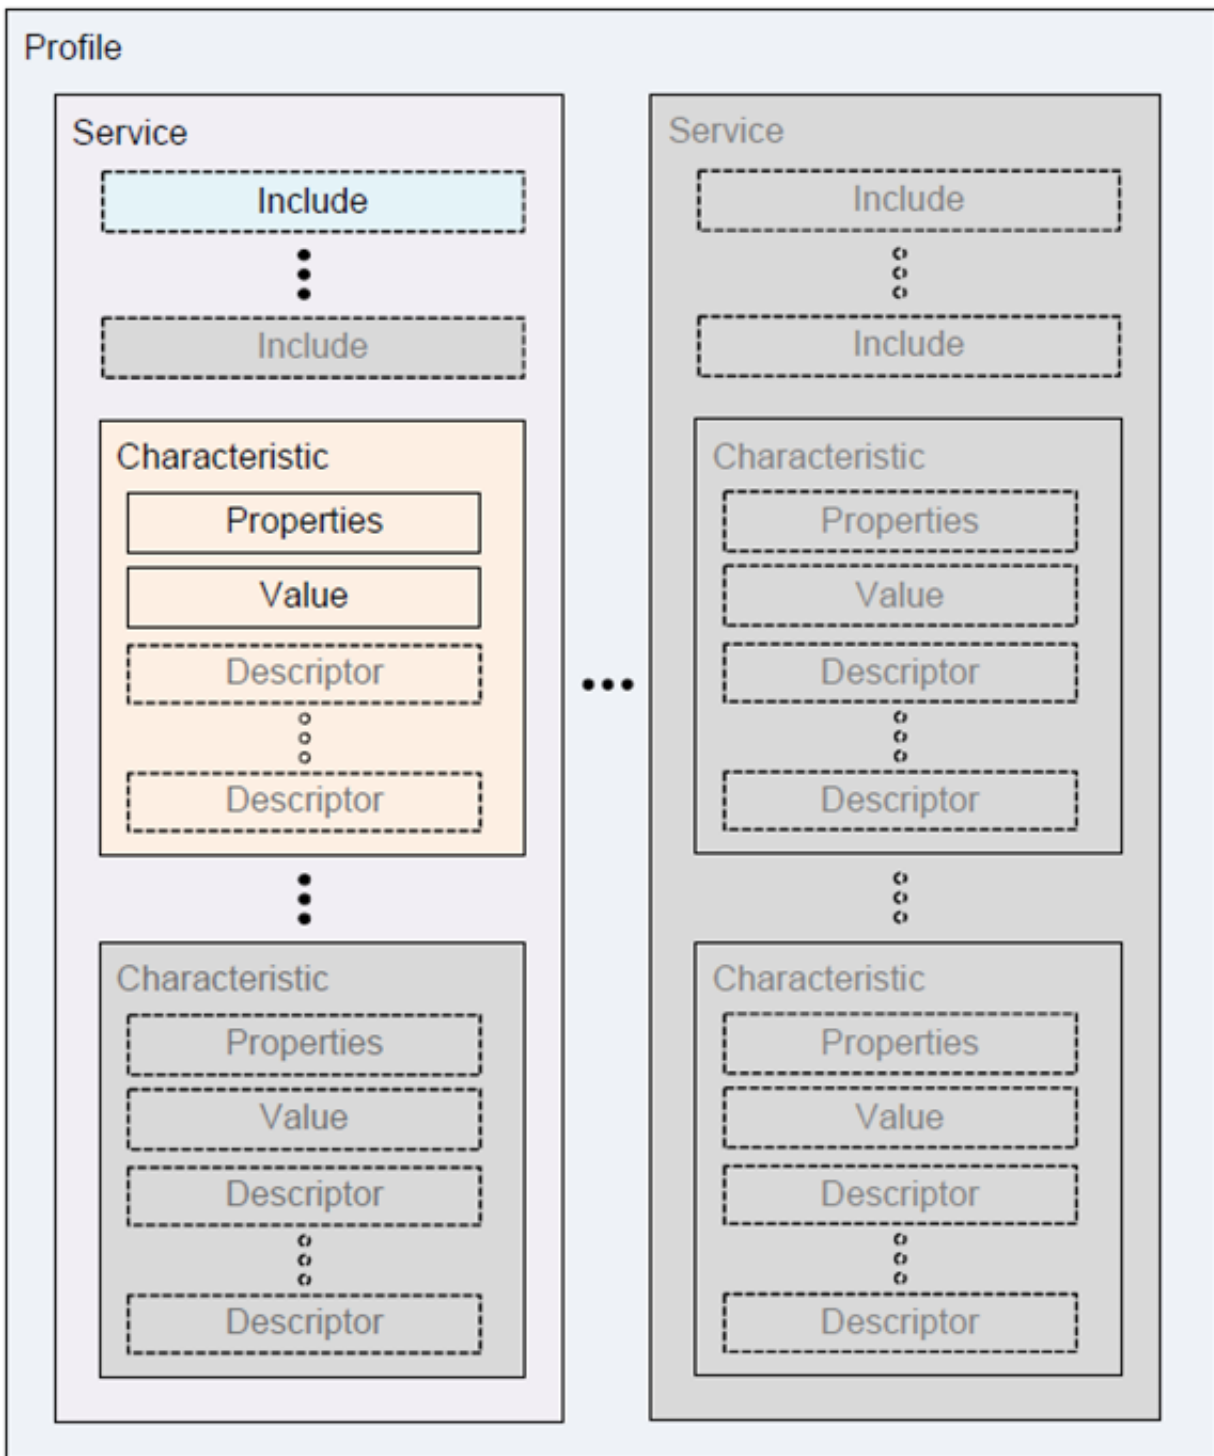 Profile
Service
Include
Include
Characteristic
Properties
Value
Descriptor
Descriptor
Characteristic
Properties
Value
Descriptor
Descriptor
Service
Include
Include
Characteristic
Properties
Value
Descriptor
Descriptor
Characteristic
Properties
Value
Descriptor
Descriptor